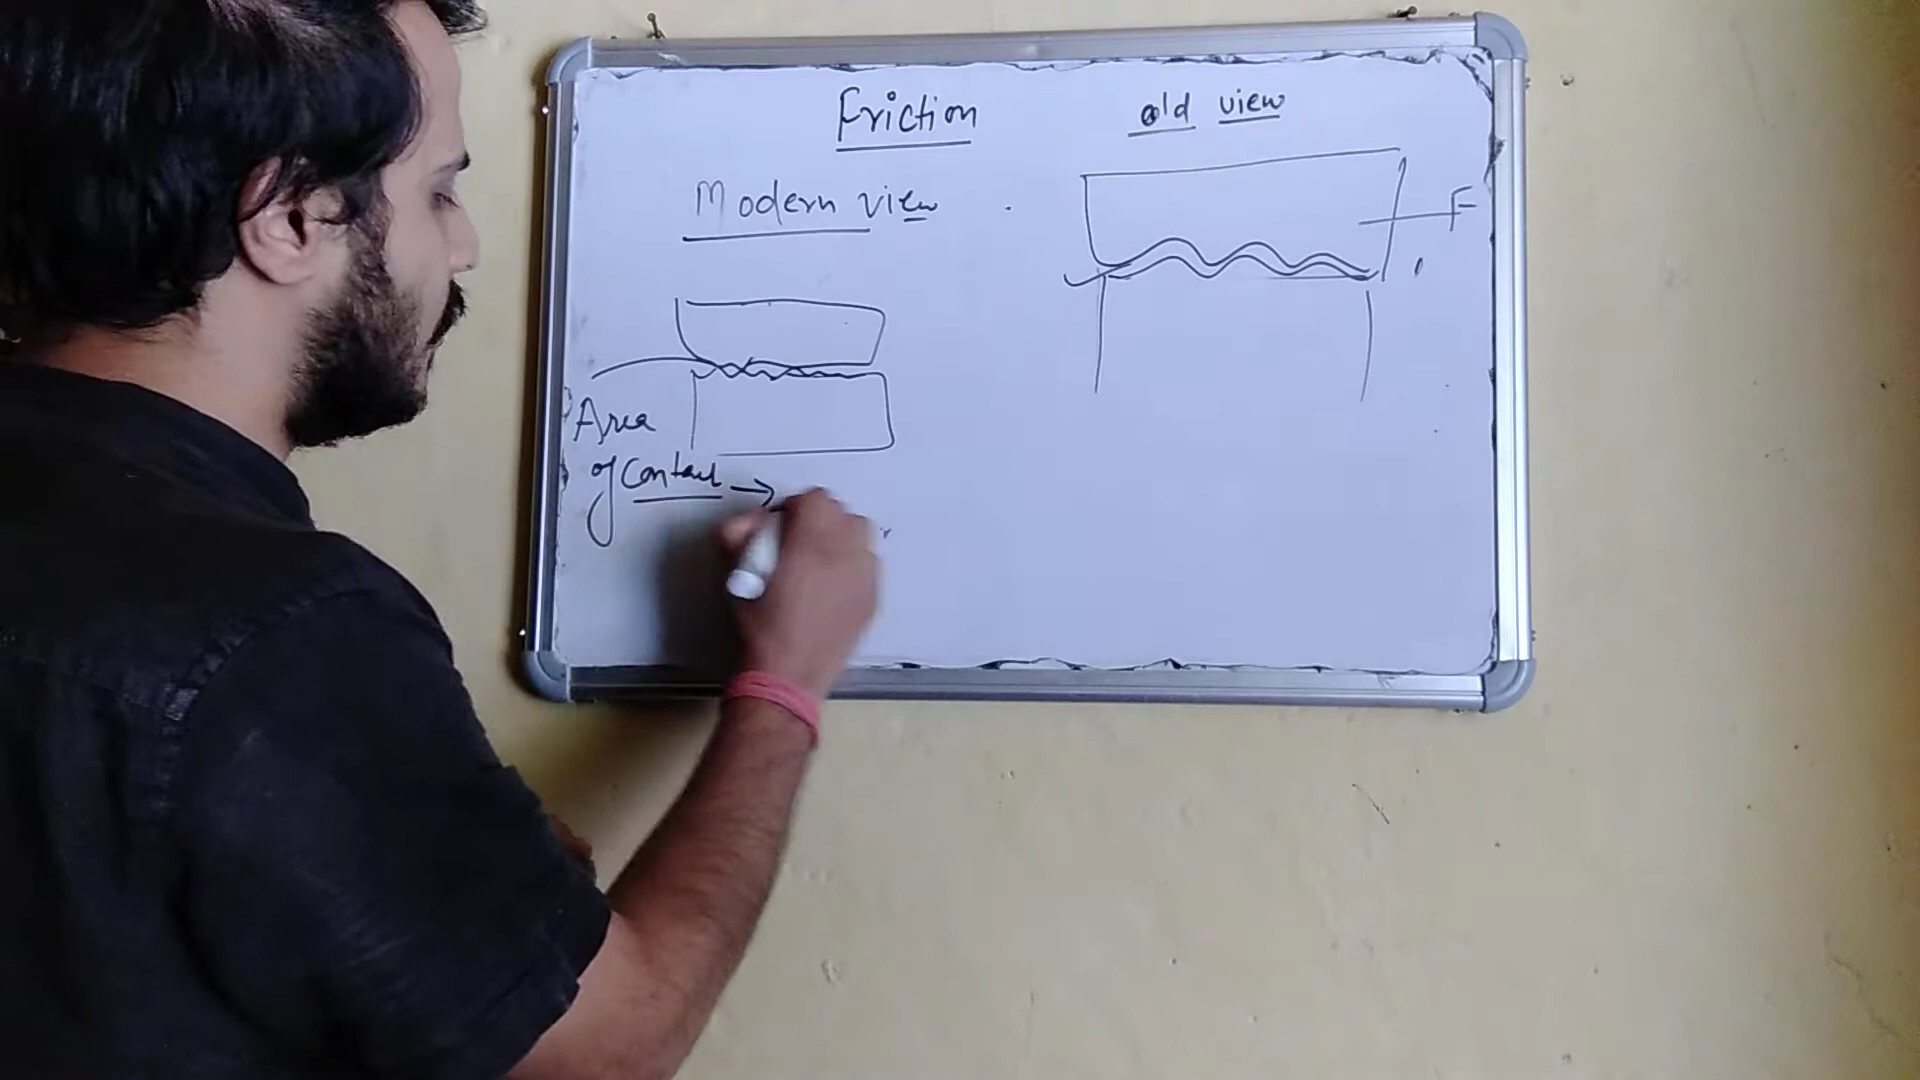 Friction
old view
Modern view
F
Area
of Contact →